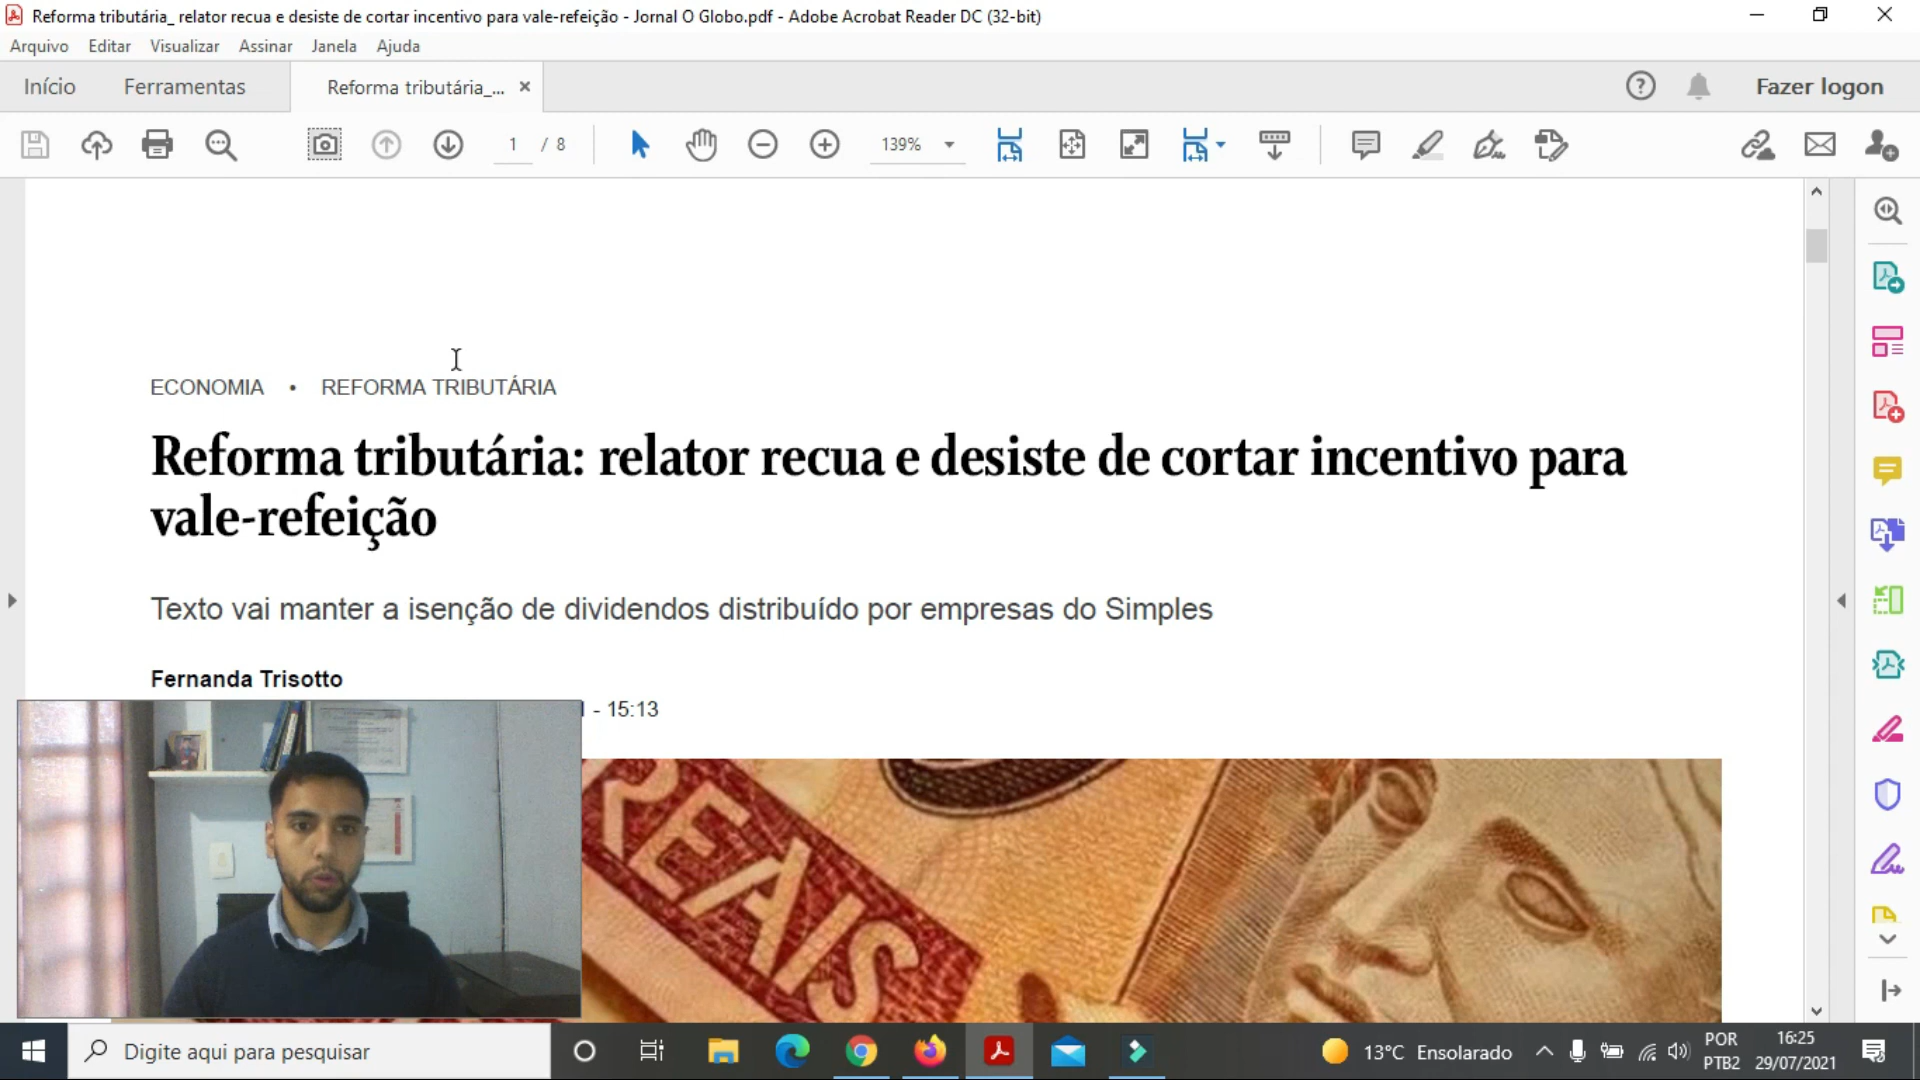 Reforma tributária_ relator recua e desiste de cortar incentivo para vale-refeição - Jornal O Globo.pdf - Adobe Acrobat Reader DC (32-bit)
Arquivo Editar Visualizar Assinar Janela Ajuda
Início Ferramentas Reforma tributária_... × Fazer logon
1 / 8 139%
ECONOMIA • REFORMA TRIBUTÁRIA
Reforma tributária: relator recua e desiste de cortar incentivo para
vale-refeição
Texto vai manter a isenção de dividendos distribuído por empresas do Simples
Fernanda Trisotto
- 15:13
REAIS
Digite aqui para pesquisar
13°C Ensolarado
POR
PTB2
16:25
29/07/2021